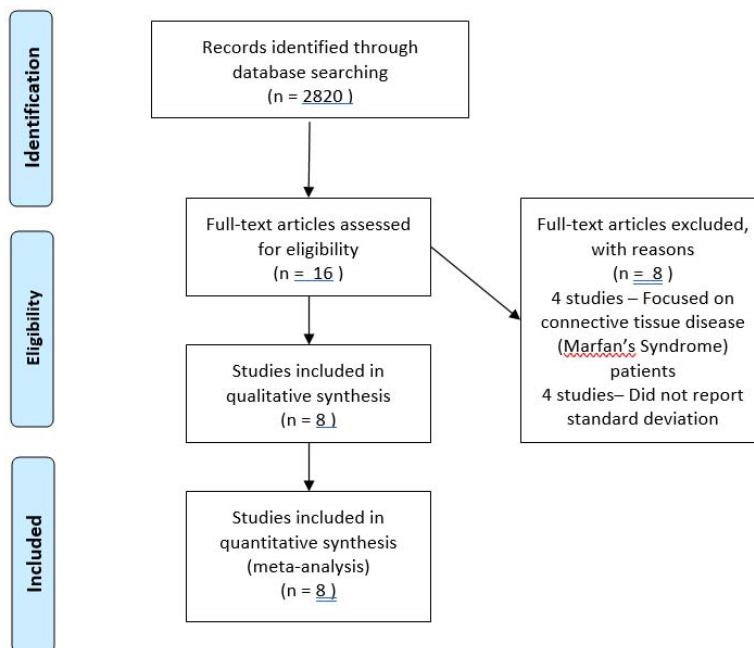 Identification
Records identified through
database searching
(n = 2820 )
Full-text articles assessed
for eligibility
(n = 16 )
Full-text articles excluded,
with reasons
(n = 8 )
4 studies – Focused on
connective tissue disease
(Marfan's Syndrome)
patients
4 studies– Did not report
standard deviation
Eligibility
Studies included in
qualitative synthesis
(n = 8 )
Included
Studies included in
quantitative synthesis
(meta-analysis)
(n = 8 )